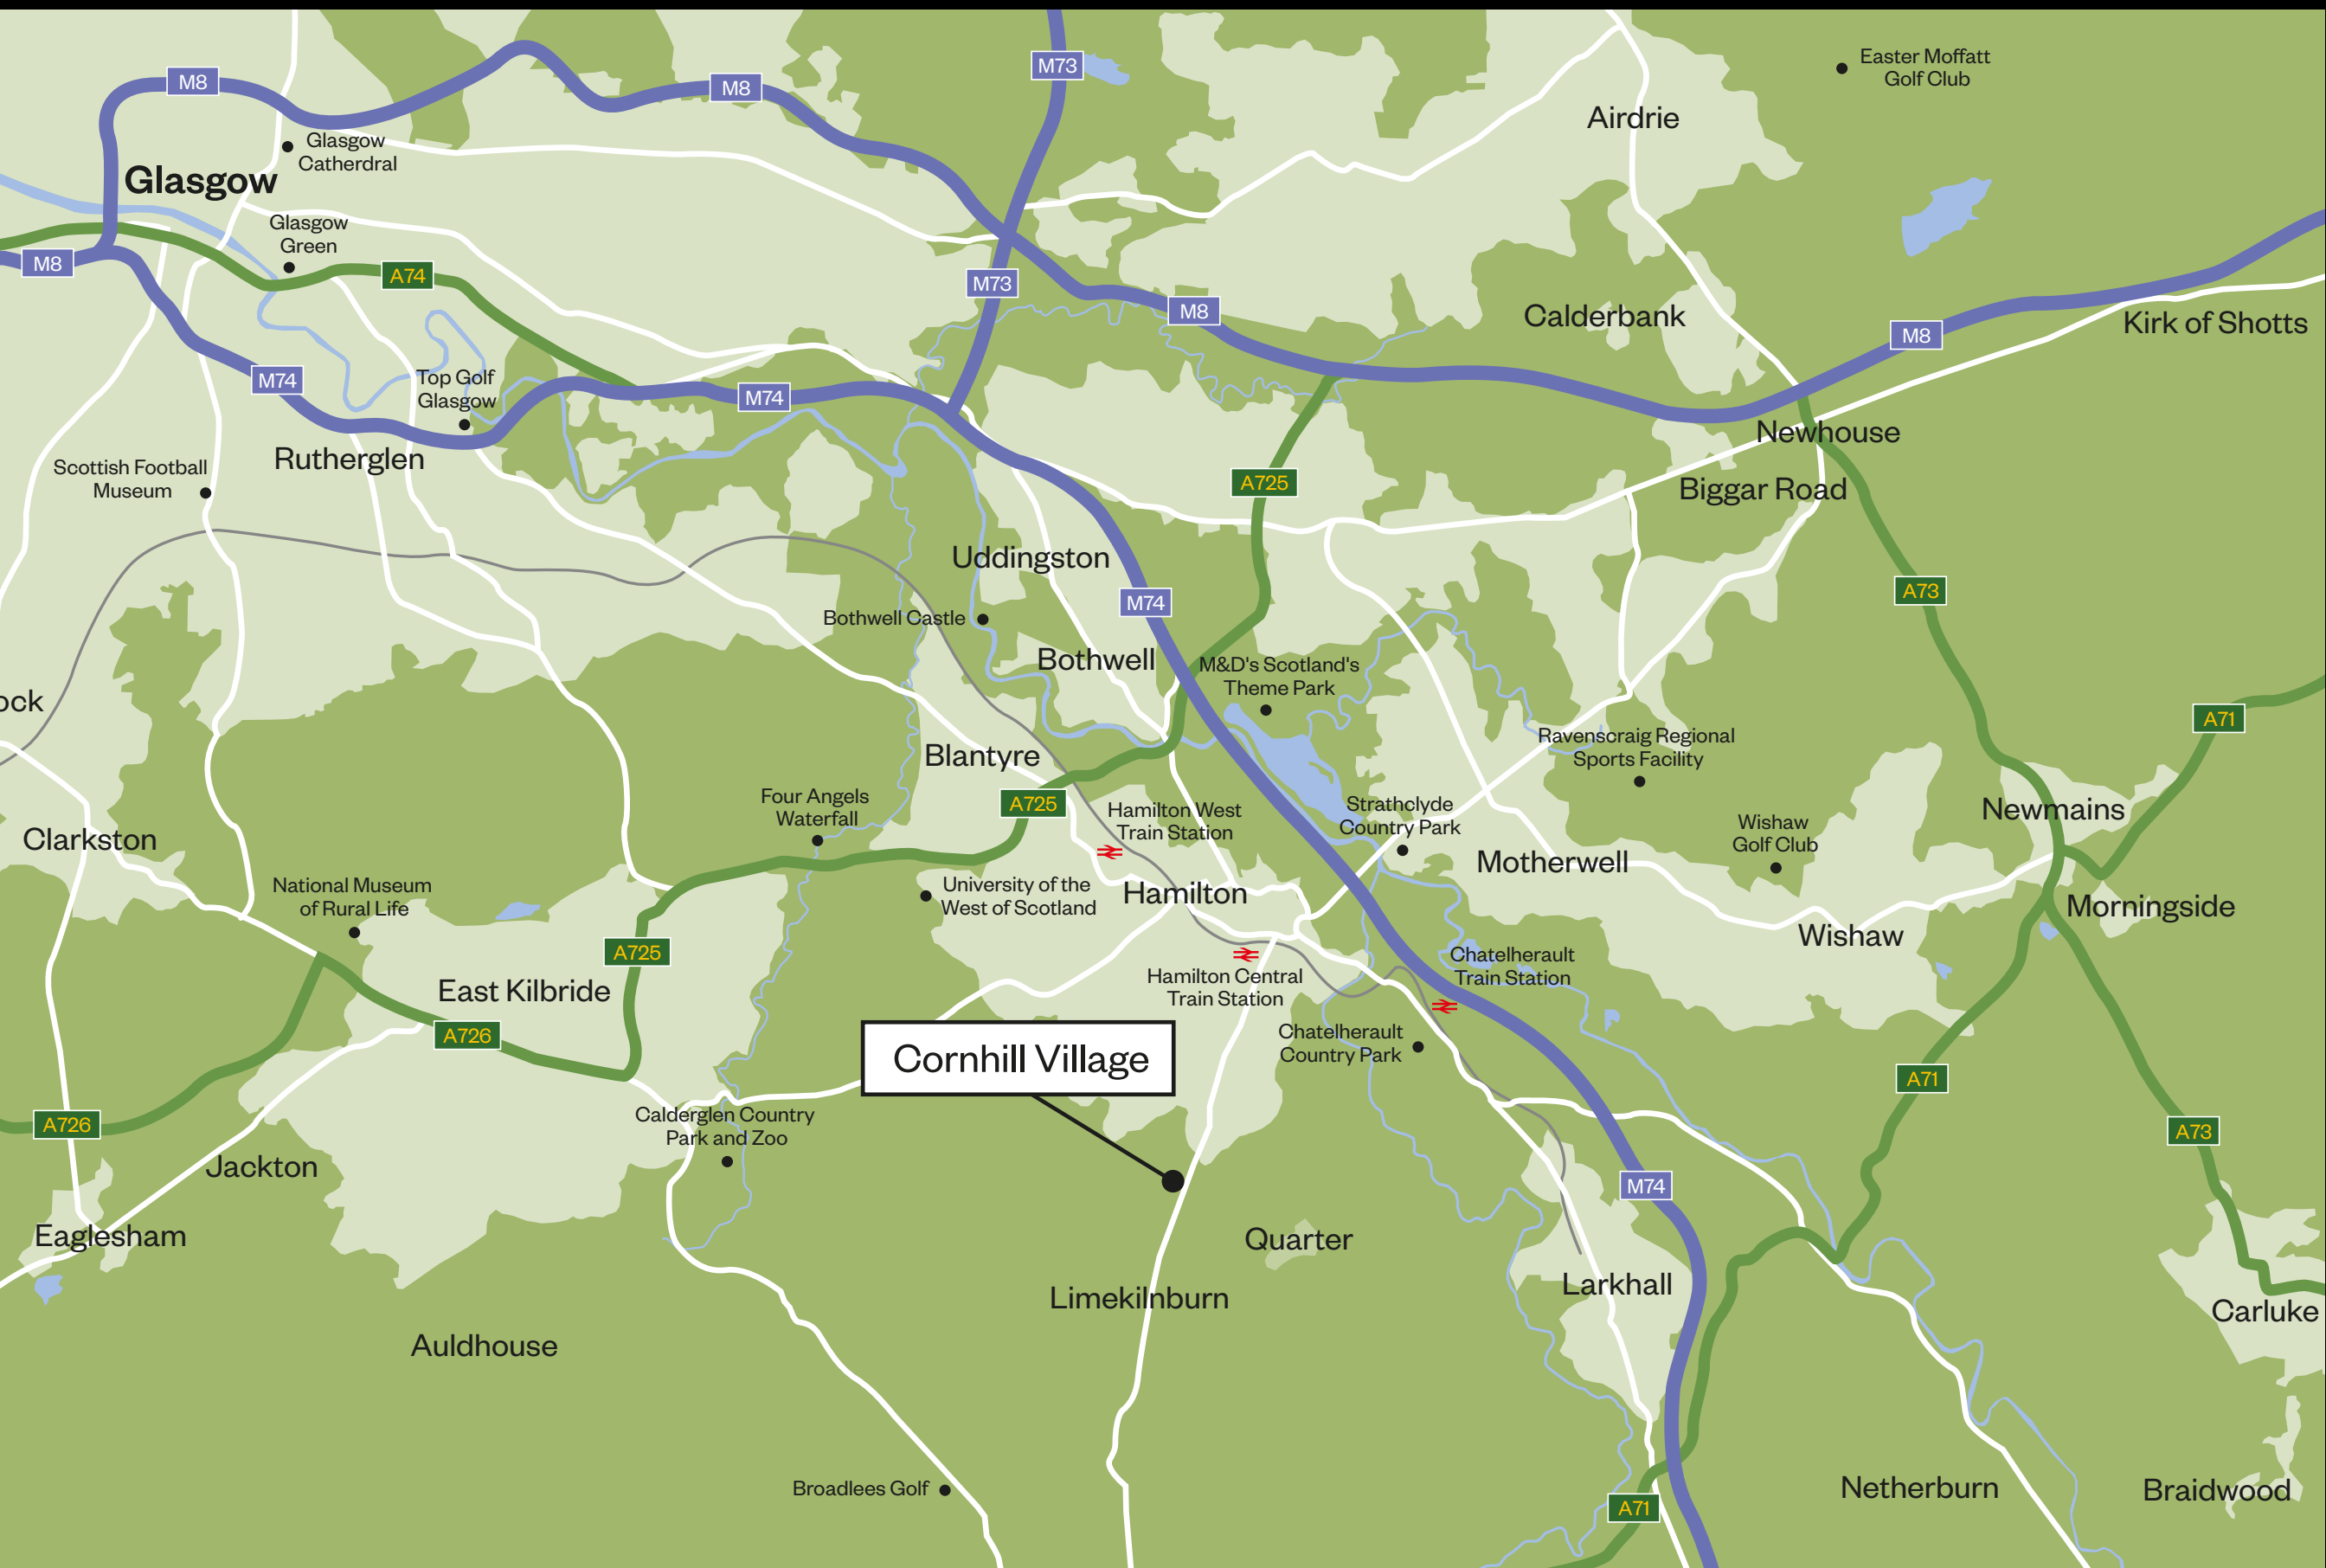 M73
Easter Moffatt
Golf Club
M8
M8
Airdrie
Glasgow
Catherdral
Glasgow
Glasgow
Green
M8
A74
M73
M8
Calderbank
Kirk of Shotts
M8
M74
Top Golf
Glasgow
M74
Newhouse
Rutherglen
Scottish Football
Museum
A725
Biggar Road
Uddingston
M74
A73
Bothwell Castle
Bothwell
M&D's Scotland's
Theme Park
ock
A71
Ravenscraig Regional
Sports Facility
Blantyre
Four Angels
Waterfall
A725
Hamilton West
Train Station
Strathclyde
Country Park
Newmains
Clarkston
Wishaw
Golf Club
Motherwell
National Museum
of Rural Life
University of the
West of Scotland
Hamilton
Morningside
Wishaw
A725
Chatelherault
Train Station
East Kilbride
Hamilton Central
Train Station
A726
Chatelherault
Country Park
Cornhill Village
A71
A726
Calderglen Country
Park and Zoo
A73
Jackton
M74
Eaglesham
Quarter
Larkhall
Limekilnburn
Carluke
Auldhouse
Broadlees Golf
Netherburn
Braidwood
A71